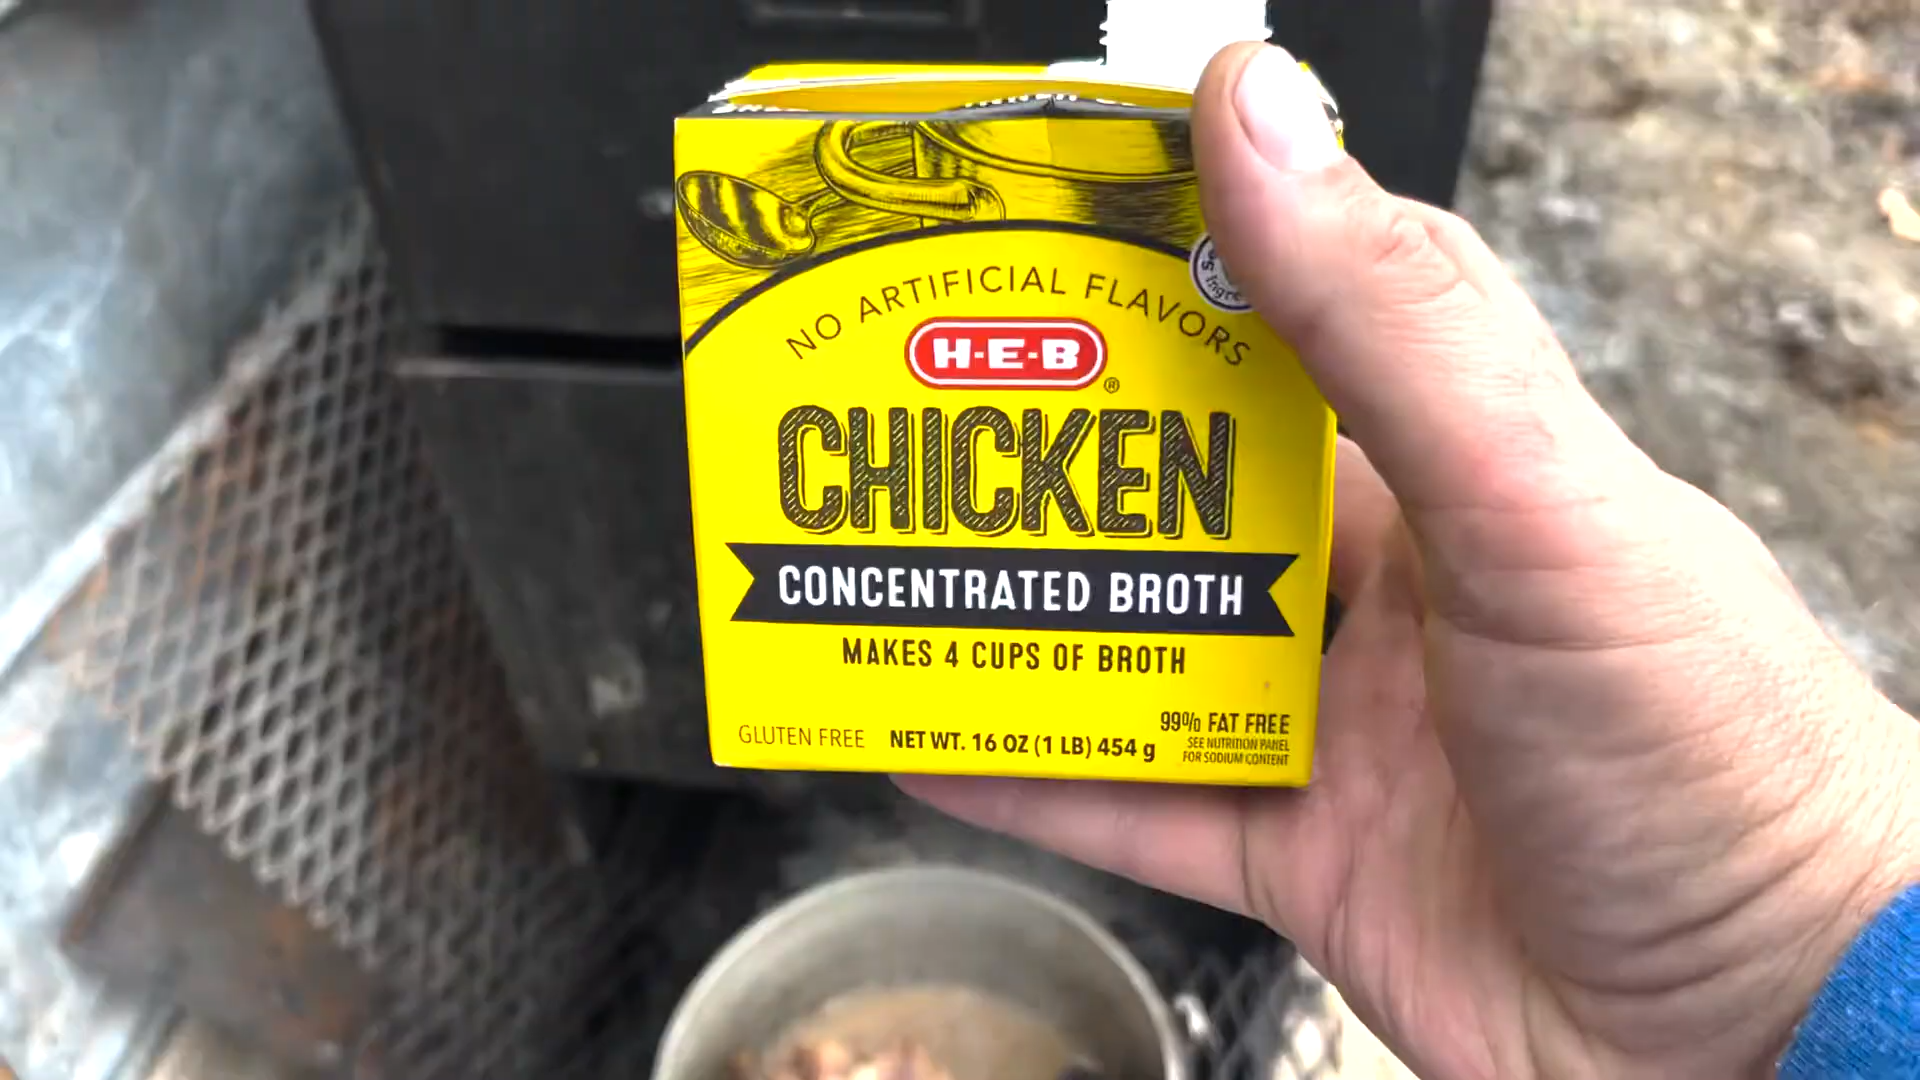 NO ARTIFICIAL FLAVORS
H-E-B®
CHICKEN
CONCENTRATED BROTH
MAKES 4 CUPS OF BROTH
GLUTEN FREE
NET WT. 16 OZ (1 LB) 454 g
99% FAT FREE
SEE NUTRITION PANEL
FOR SODIUM CONTENT